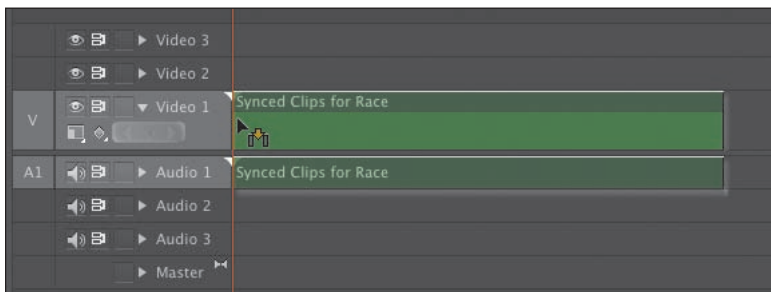 Video 3
Video 2
V Video 1 Synced Clips for Race
A1 Audio 1 Synced Clips for Race
Audio 2
Audio 3
Master